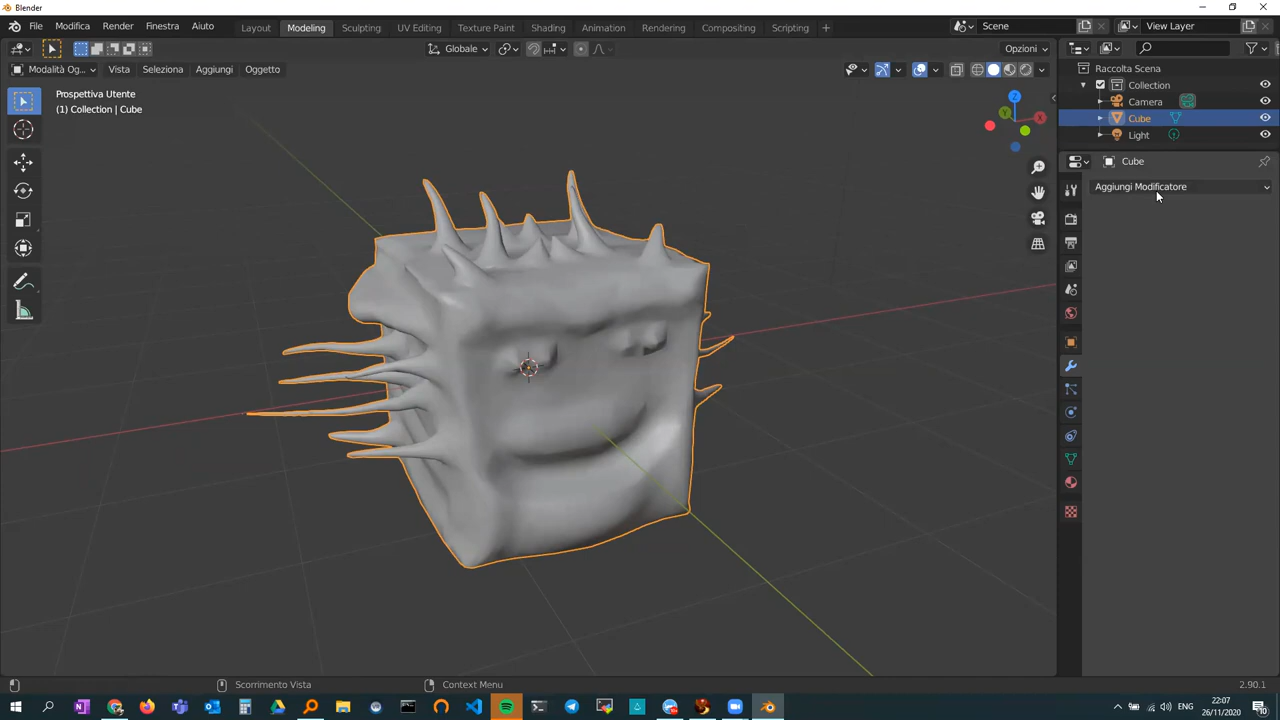 Blender
File Modifica Render Finestra Aiuto Layout Modeling Sculpting UV Editing Texture Paint Shading Animation Rendering Compositing Scripting + Scene View Layer
Globale Opzioni
Modalità Og... Vista Seleziona Aggiungi Oggetto
Raccolta Scena
Collection
Camera
Cube
Light
Prospettiva Utente
(1) Collection | Cube
Z
X
Y
Cube
Aggiungi Modificatore
Scorrimento Vista Context Menu 2.90.1
22:07
26/11/2020